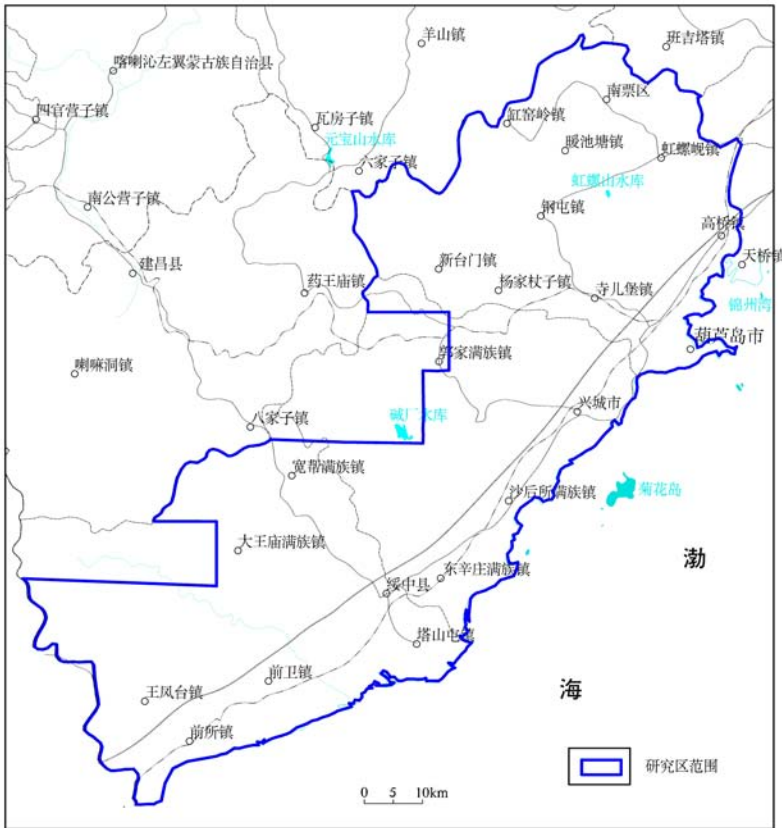 羊山镇
班吉塔镇
喀喇沁左翼蒙古族自治县
南票区
四官营子镇
瓦房子镇
缸窑岭镇
元宝山水库
暖池塘镇
虹螺岘镇
六家子镇
虹螺山水库
南公营子镇
钢屯镇
高桥镇
新台门镇
天桥镇
建昌县
药王庙镇
杨家杖子镇
寺儿堡镇
锦州湾
葫芦岛市
郭家满族镇
喇嘛洞镇
兴城市
八家子镇
碱厂水库
宽帮满族镇
菊花岛
沙后所满族镇
大王庙满族镇
渤
东辛庄满族镇
绥中县
塔山屯镇
前卫镇
海
王凤台镇
前所镇
研究区范围
0 5 10km